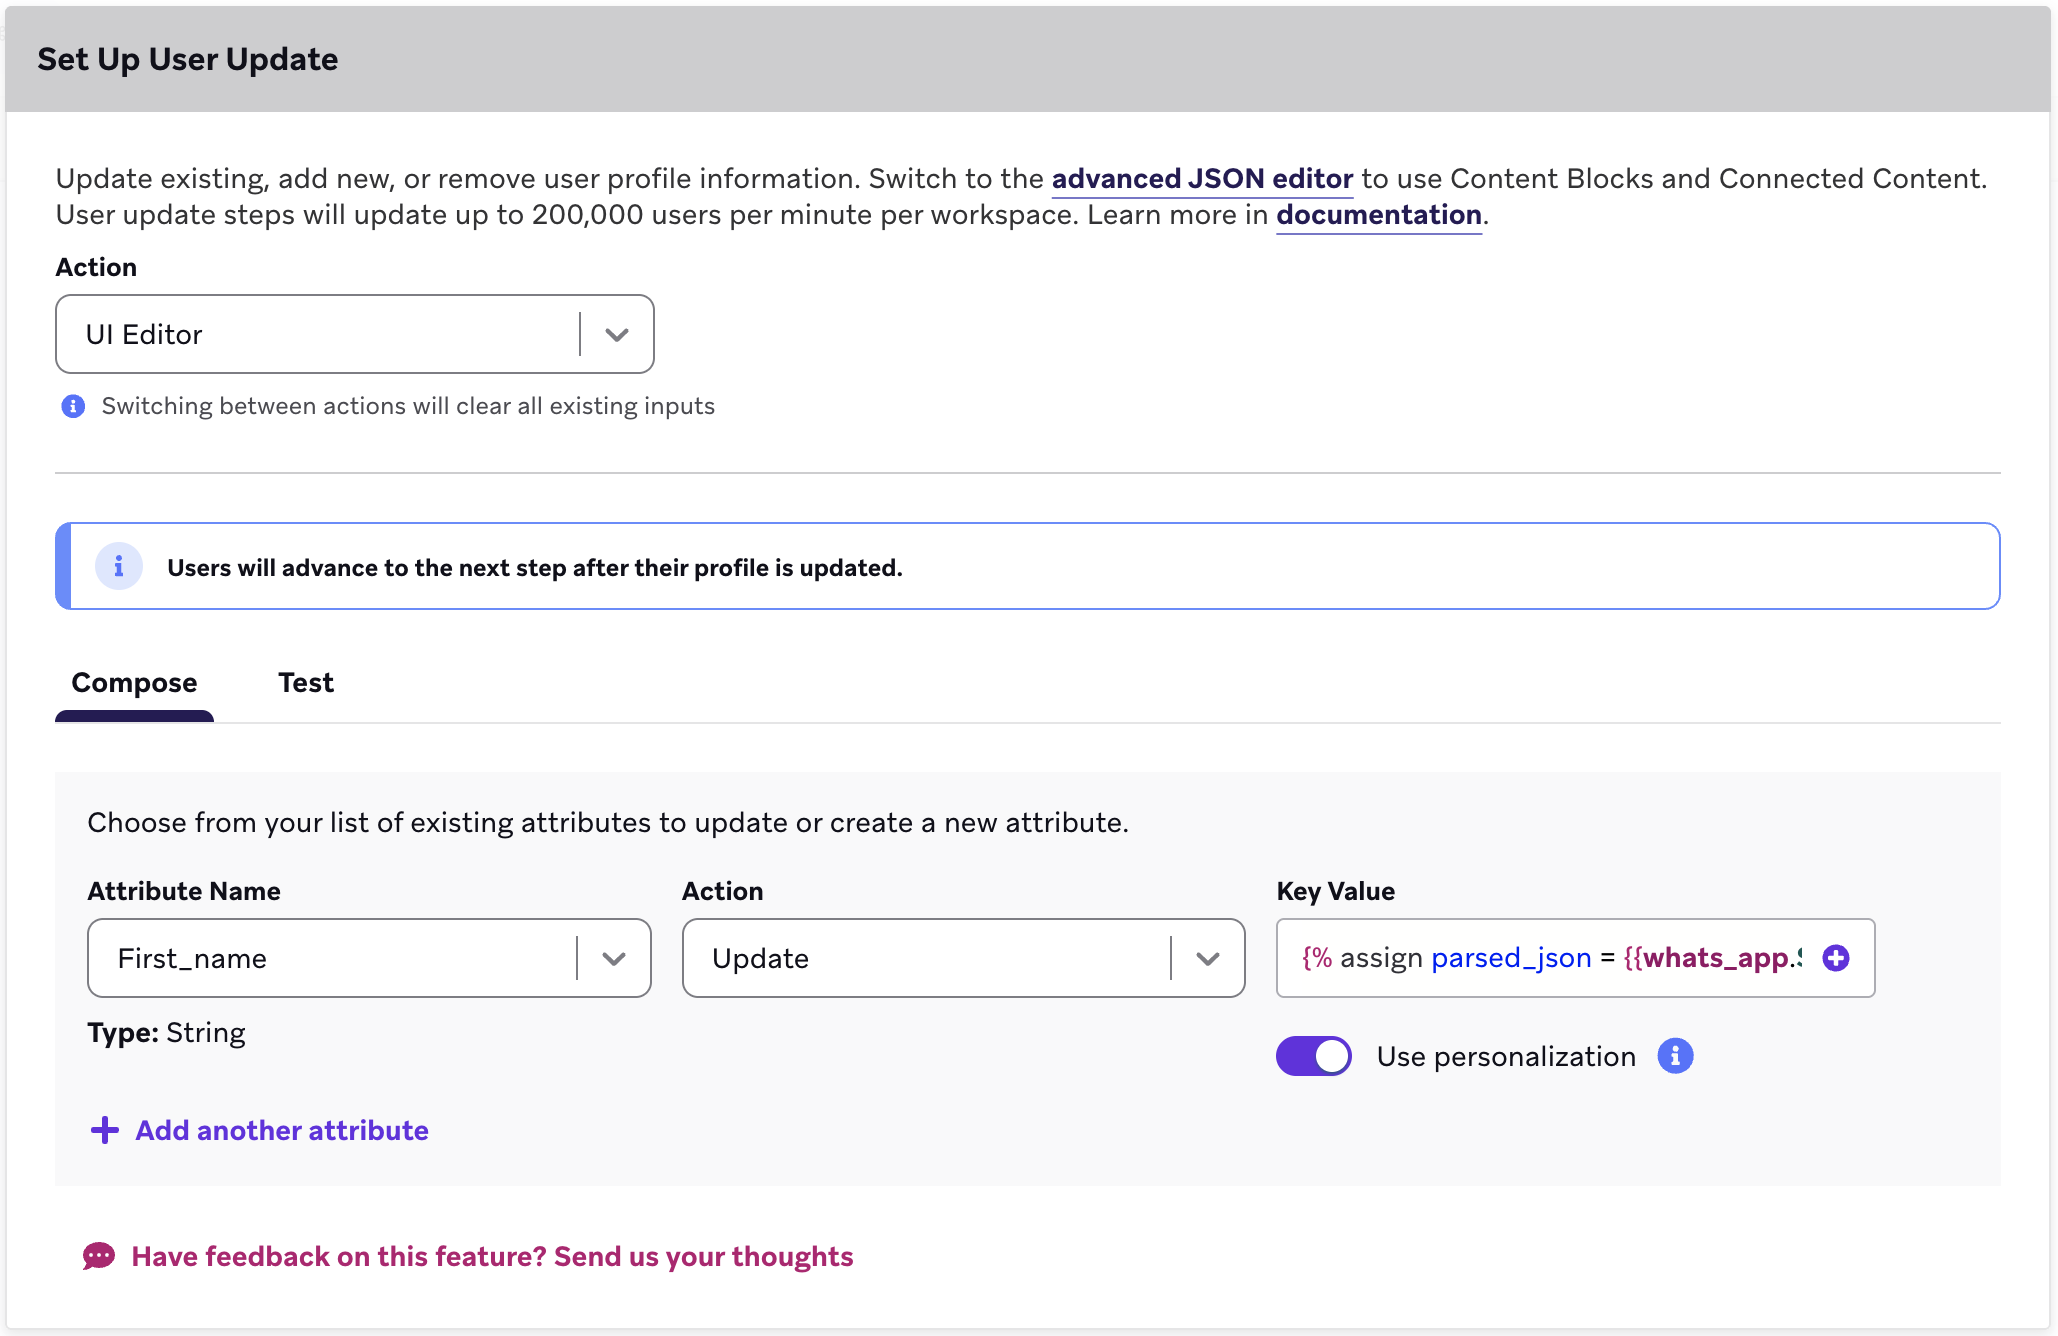 Set Up User Update
Update existing, add new, or remove user profile information. Switch to the advanced JSON editor to use Content Blocks and Connected Content.
User update steps will update up to 200,000 users per minute per workspace. Learn more in documentation.
Action
UI Editor
Switching between actions will clear all existing inputs
Users will advance to the next step after their profile is updated.
Compose Test
Choose from your list of existing attributes to update or create a new attribute.
Attribute Name Action Key Value
First_name Update {% assign parsed_json = {{whats_app.
Type: String
Use personalization
Add another attribute
Have feedback on this feature? Send us your thoughts